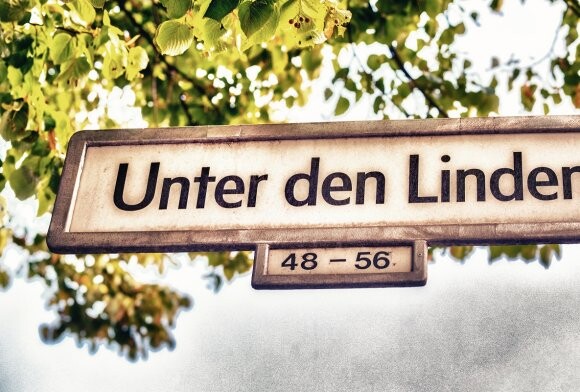 Unter den Linden
48 – 56